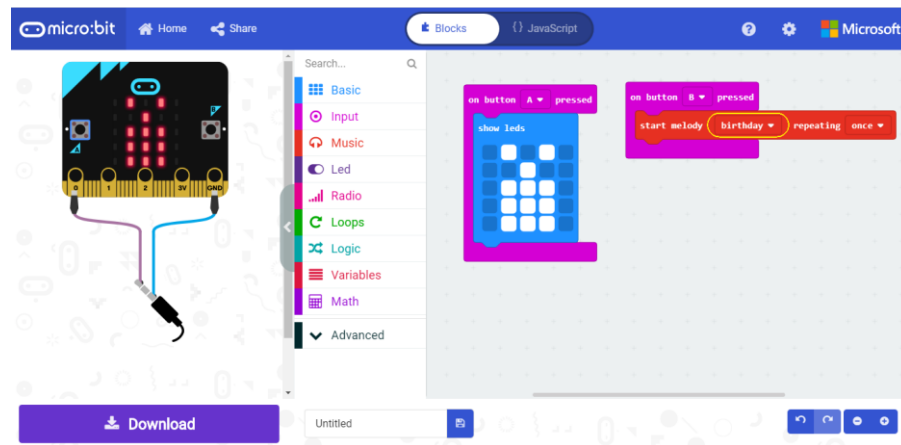 micro:bit Home Share Blocks {} JavaScript ? Microsoft
Search...
Basic
Input
Music
Led
Radio
Loops
Logic
Variables
Math
Advanced
on button A pressed
show leds
on button B pressed
start melody birthday repeating once
A
B
0 1 2 3V GND
Download
Untitled